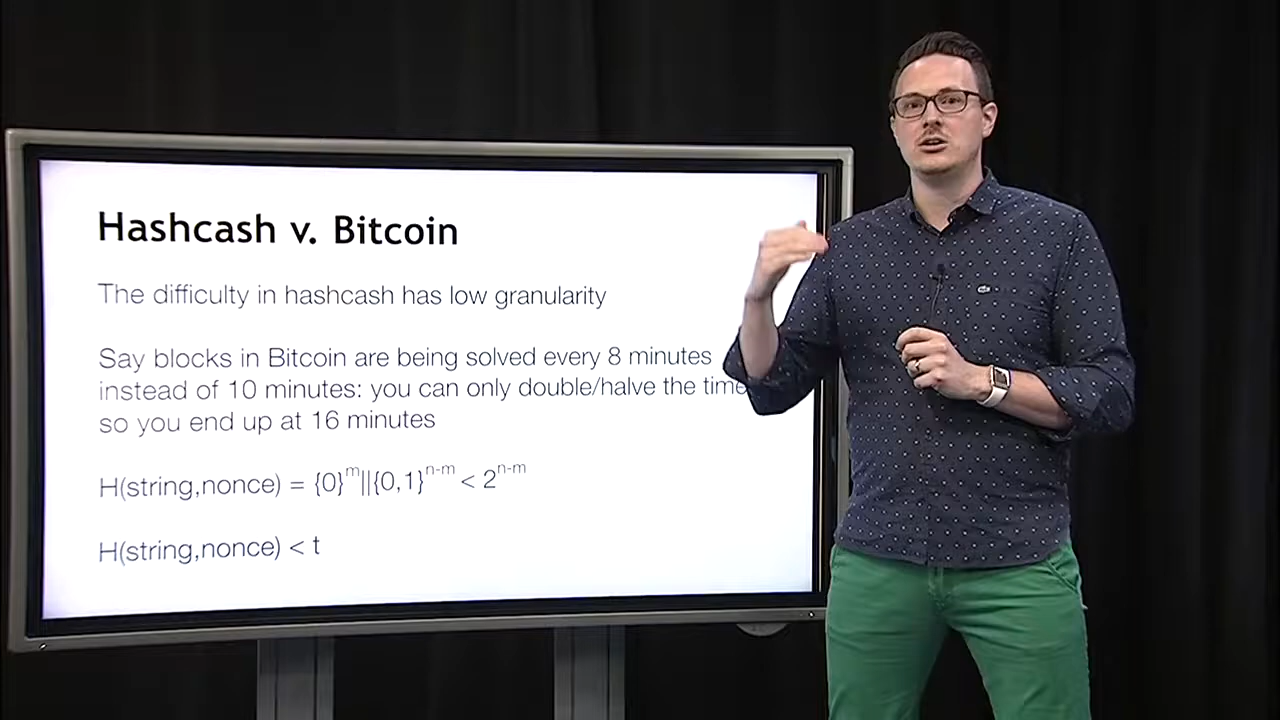 Hashcash v. Bitcoin
The difficulty in hashcash has low granularity
Say blocks in Bitcoin are being solved every 8 minutes
instead of 10 minutes: you can only double/halve the time
so you end up at 16 minutes
H(string,nonce) = {0}^m||{0,1}^n-m < 2^n-m
H(string,nonce) < t